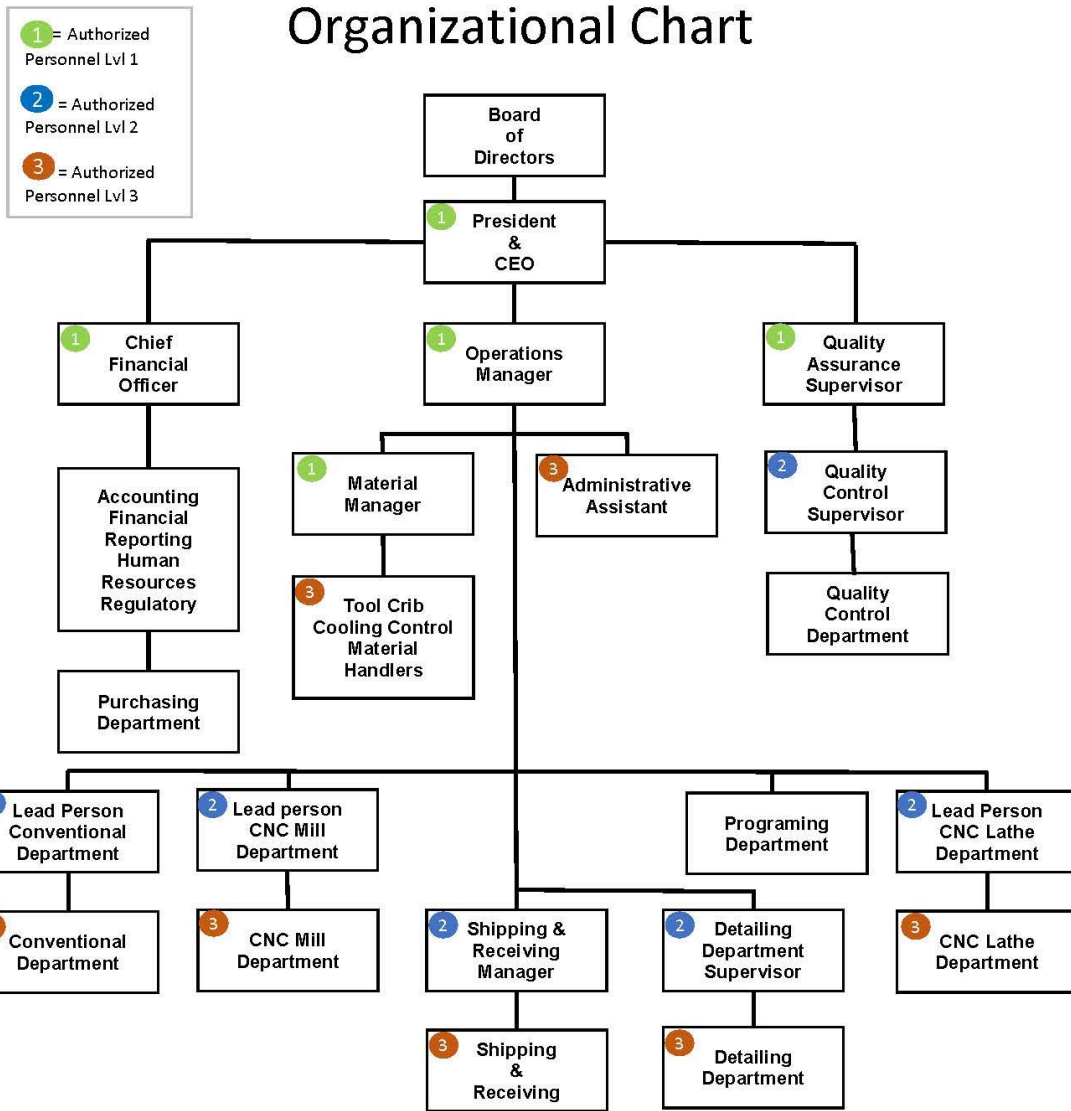 Organizational Chart
1 = Authorized
Personnel Lvl 1
2 = Authorized
Personnel Lvl 2
3 = Authorized
Personnel Lvl 3
Board
of
Directors
1 President
&
CEO
1 Chief
Financial
Officer
1 Operations
Manager
1 Quality
Assurance
Supervisor
Accounting
Financial
Reporting
Human
Resources
Regulatory
1 Material
Manager
3 Administrative
Assistant
2 Quality
Control
Supervisor
3 Tool Crib
Cooling Control
Material
Handlers
Quality
Control
Department
Purchasing
Department
Lead Person
Conventional
Department
2 Lead person
CNC Mill
Department
Programing
Department
2 Lead Person
CNC Lathe
Department
Conventional
Department
3 CNC Mill
Department
2 Shipping &
Receiving
Manager
2 Detailing
Department
Supervisor
3 CNC Lathe
Department
3 Shipping
&
Receiving
3 Detailing
Department